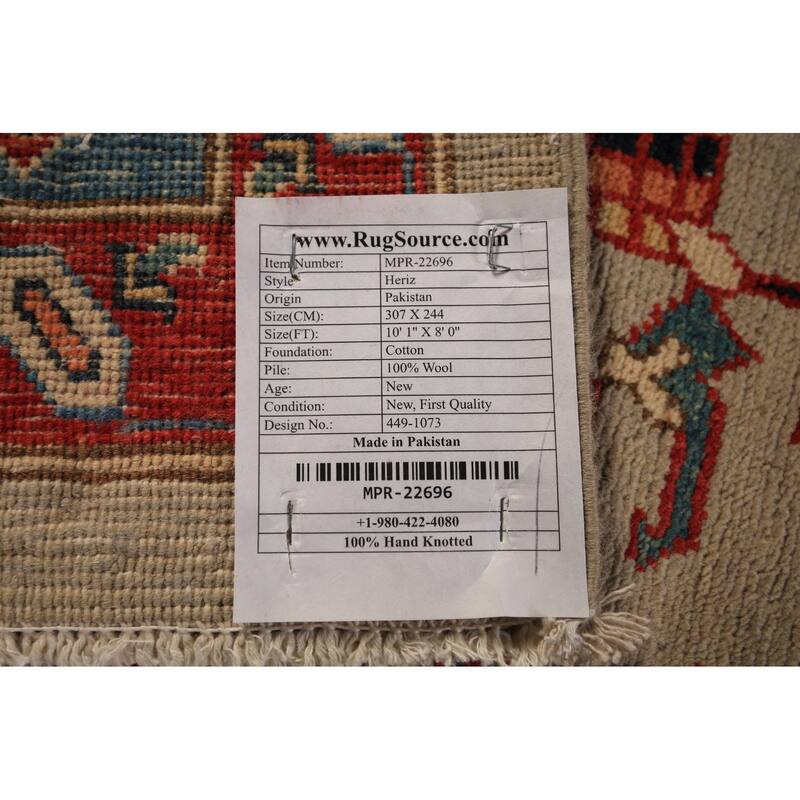 www.RugSource.com
Item Number: MPR-22696
Style Heriz
Origin Pakistan
Size(CM): 307 X 244
Size(FT): 10' 1" X 8' 0"
Foundation: Cotton
Pile: 100% Wool
Age: New
Condition: New, First Quality
Design No.: 449-1073
Made in Pakistan
MPR-22696
+1-980-422-4080
100% Hand Knotted